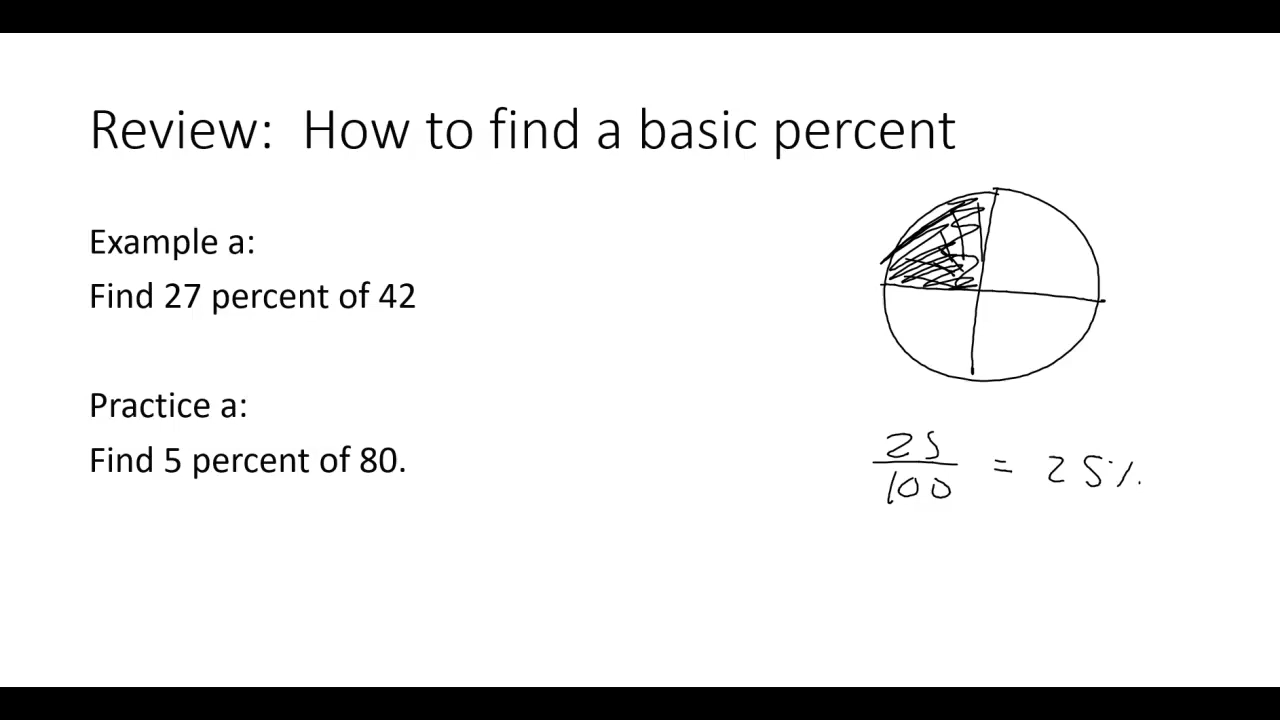 Review: How to find a basic percent
Example a:
Find 27 percent of 42
Practice a:
Find 5 percent of 80.
25
100
= 25%